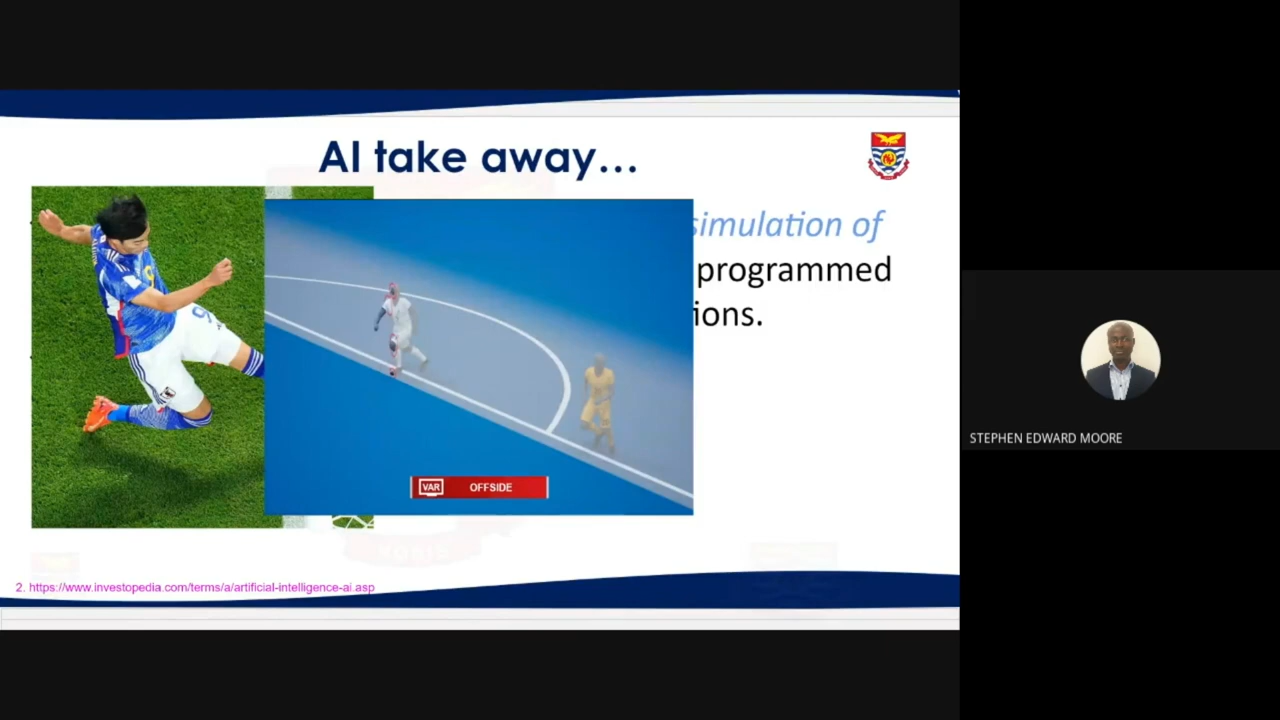 AI take away...
simulation of
programmed
ions.
9
VAR OFFSIDE
2. https://www.investopedia.com/terms/a/artificial-intelligence-ai.asp
STEPHEN EDWARD MOORE